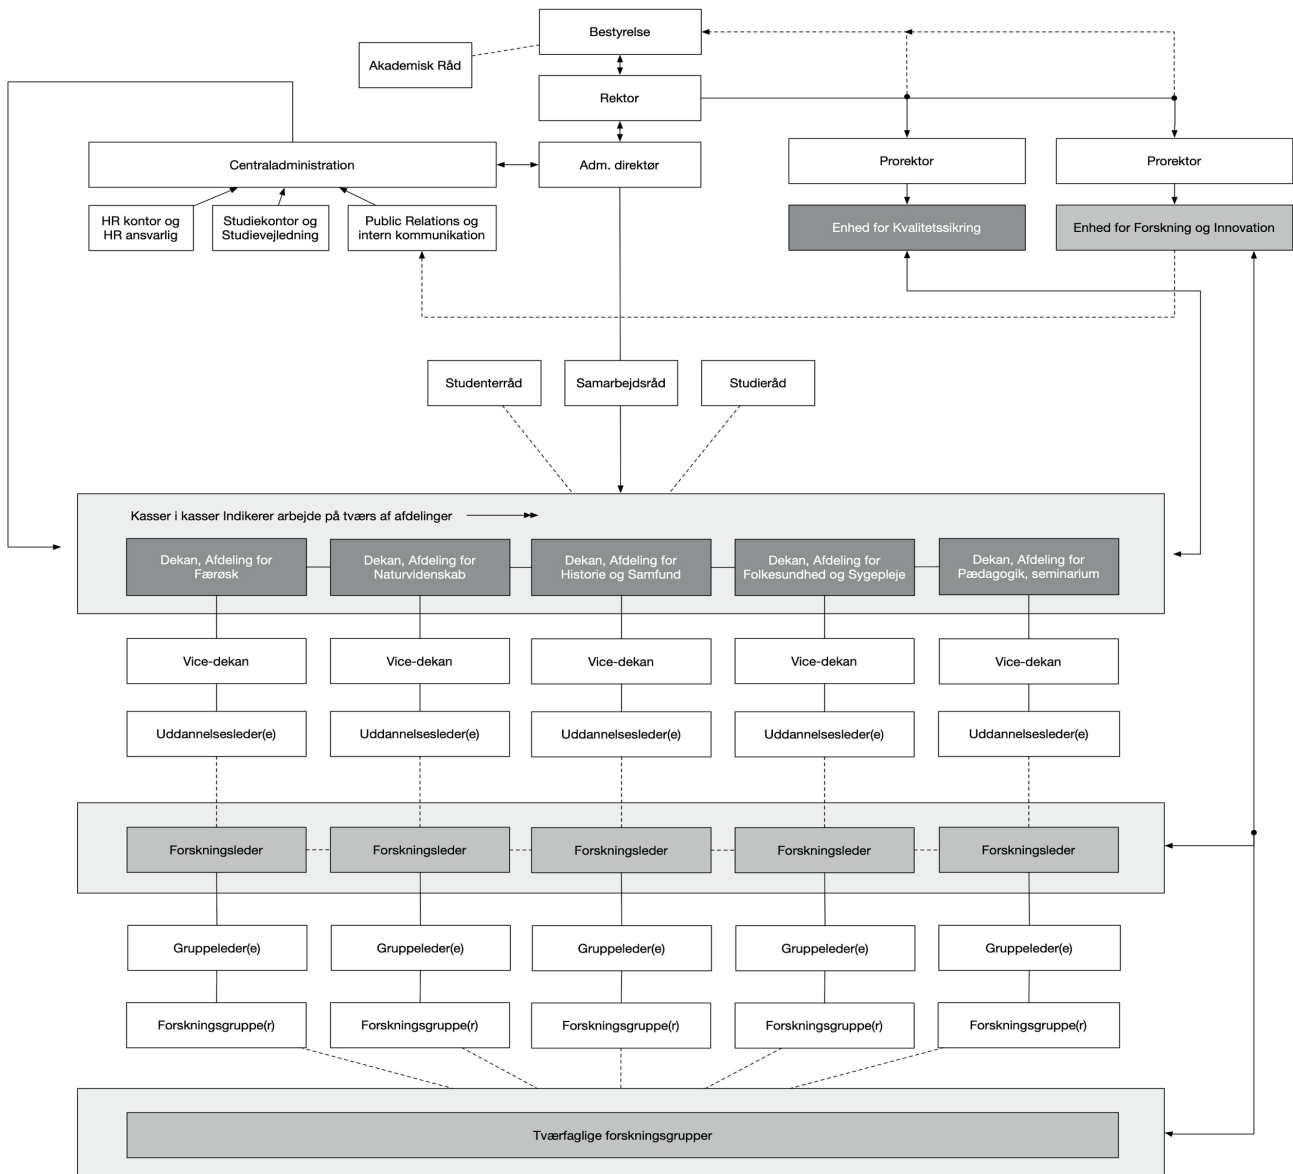 Bestyrelse
Akademisk Råd
Rektor
Centraladministration
Adm. direktør
Prorektor
Prorektor
HR kontor og
HR ansvarlig
Studiekontor og
Studievejledning
Public Relations og
intern kommunikation
Enhed for Kvalitetssikring
Enhed for Forskning og Innovation
Studenterråd
Samarbejdsråd
Studieråd
Kasser i kasser Indikerer arbejde på tværs af afdelinger
Dekan, Afdeling for
Færøsk
Dekan, Afdeling for
Naturvidenskab
Dekan, Afdeling for
Historie og Samfund
Dekan, Afdeling for
Folkesundhed og Sygepleje
Dekan, Afdeling for
Pædagogik, seminarium
Vice-dekan
Vice-dekan
Vice-dekan
Vice-dekan
Vice-dekan
Uddannelsesleder(e)
Uddannelsesleder(e)
Uddannelsesleder(e)
Uddannelsesleder(e)
Uddannelsesleder(e)
Forskningsleder
Forskningsleder
Forskningsleder
Forskningsleder
Forskningsleder
Gruppeleder(e)
Gruppeleder(e)
Gruppeleder(e)
Gruppeleder(e)
Gruppeleder(e)
Forskningsgruppe(r)
Forskningsgruppe(r)
Forskningsgruppe(r)
Forskningsgruppe(r)
Forskningsgruppe(r)
Tværfaglige forskningsgrupper